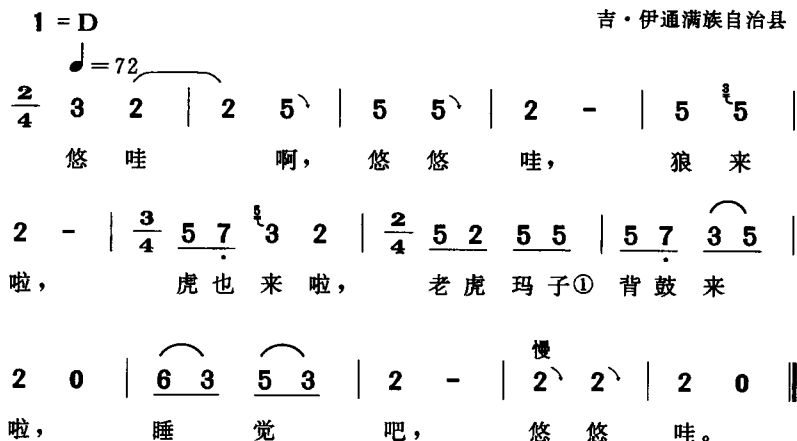 1 = D
吉·伊通满族自治县
♩=72
2/4 3 2 | 2 5↘ | 5 5↘ | 2 - | 5 35 |
悠 哇 啊， 悠 悠 哇， 狼 来
2 - | 3/4 5 7̣ 53 2 | 2/4 5 2 5 5 | 5 7̣ 3 5 |
啦， 虎 也 来 啦， 老 虎 玛 子① 背 鼓 来
2 0 | 6 3 5 3 | 2 - | 慢 2↘ 2↘ | 2 0 ‖
啦， 睡 觉 吧， 悠 悠 哇。